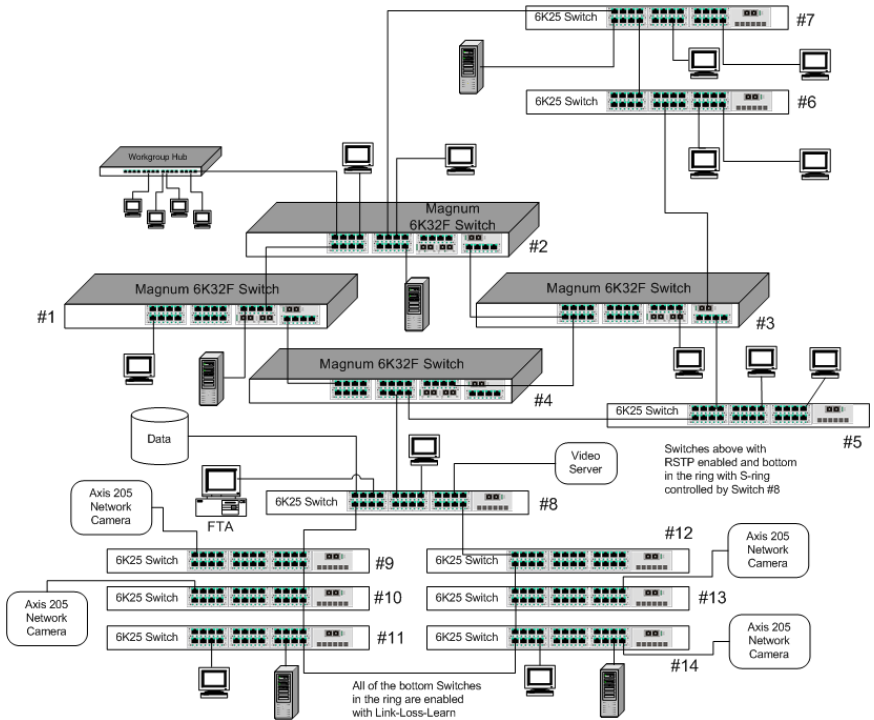 6K25 Switch
#7
6K25 Switch
#6
Workgroup Hub
Magnum
6K32F Switch
#2
Magnum 6K32F Switch
#1
Magnum 6K32F Switch
#3
Magnum 6K32F Switch
#4
6K25 Switch
#5
Data
Video
Server
Switches above with
RSTP enabled and bottom
in the ring with S-ring
controlled by Switch #8
FTA
6K25 Switch
#8
Axis 205
Network
Camera
#12
6K25 Switch
#9
6K25 Switch
Axis 205
Network
Camera
6K25 Switch
#10
6K25 Switch
#13
Axis 205
Network
Camera
6K25 Switch
#11
6K25 Switch
#14
Axis 205
Network
Camera
All of the bottom Switches
in the ring are enabled
with Link-Loss-Learn